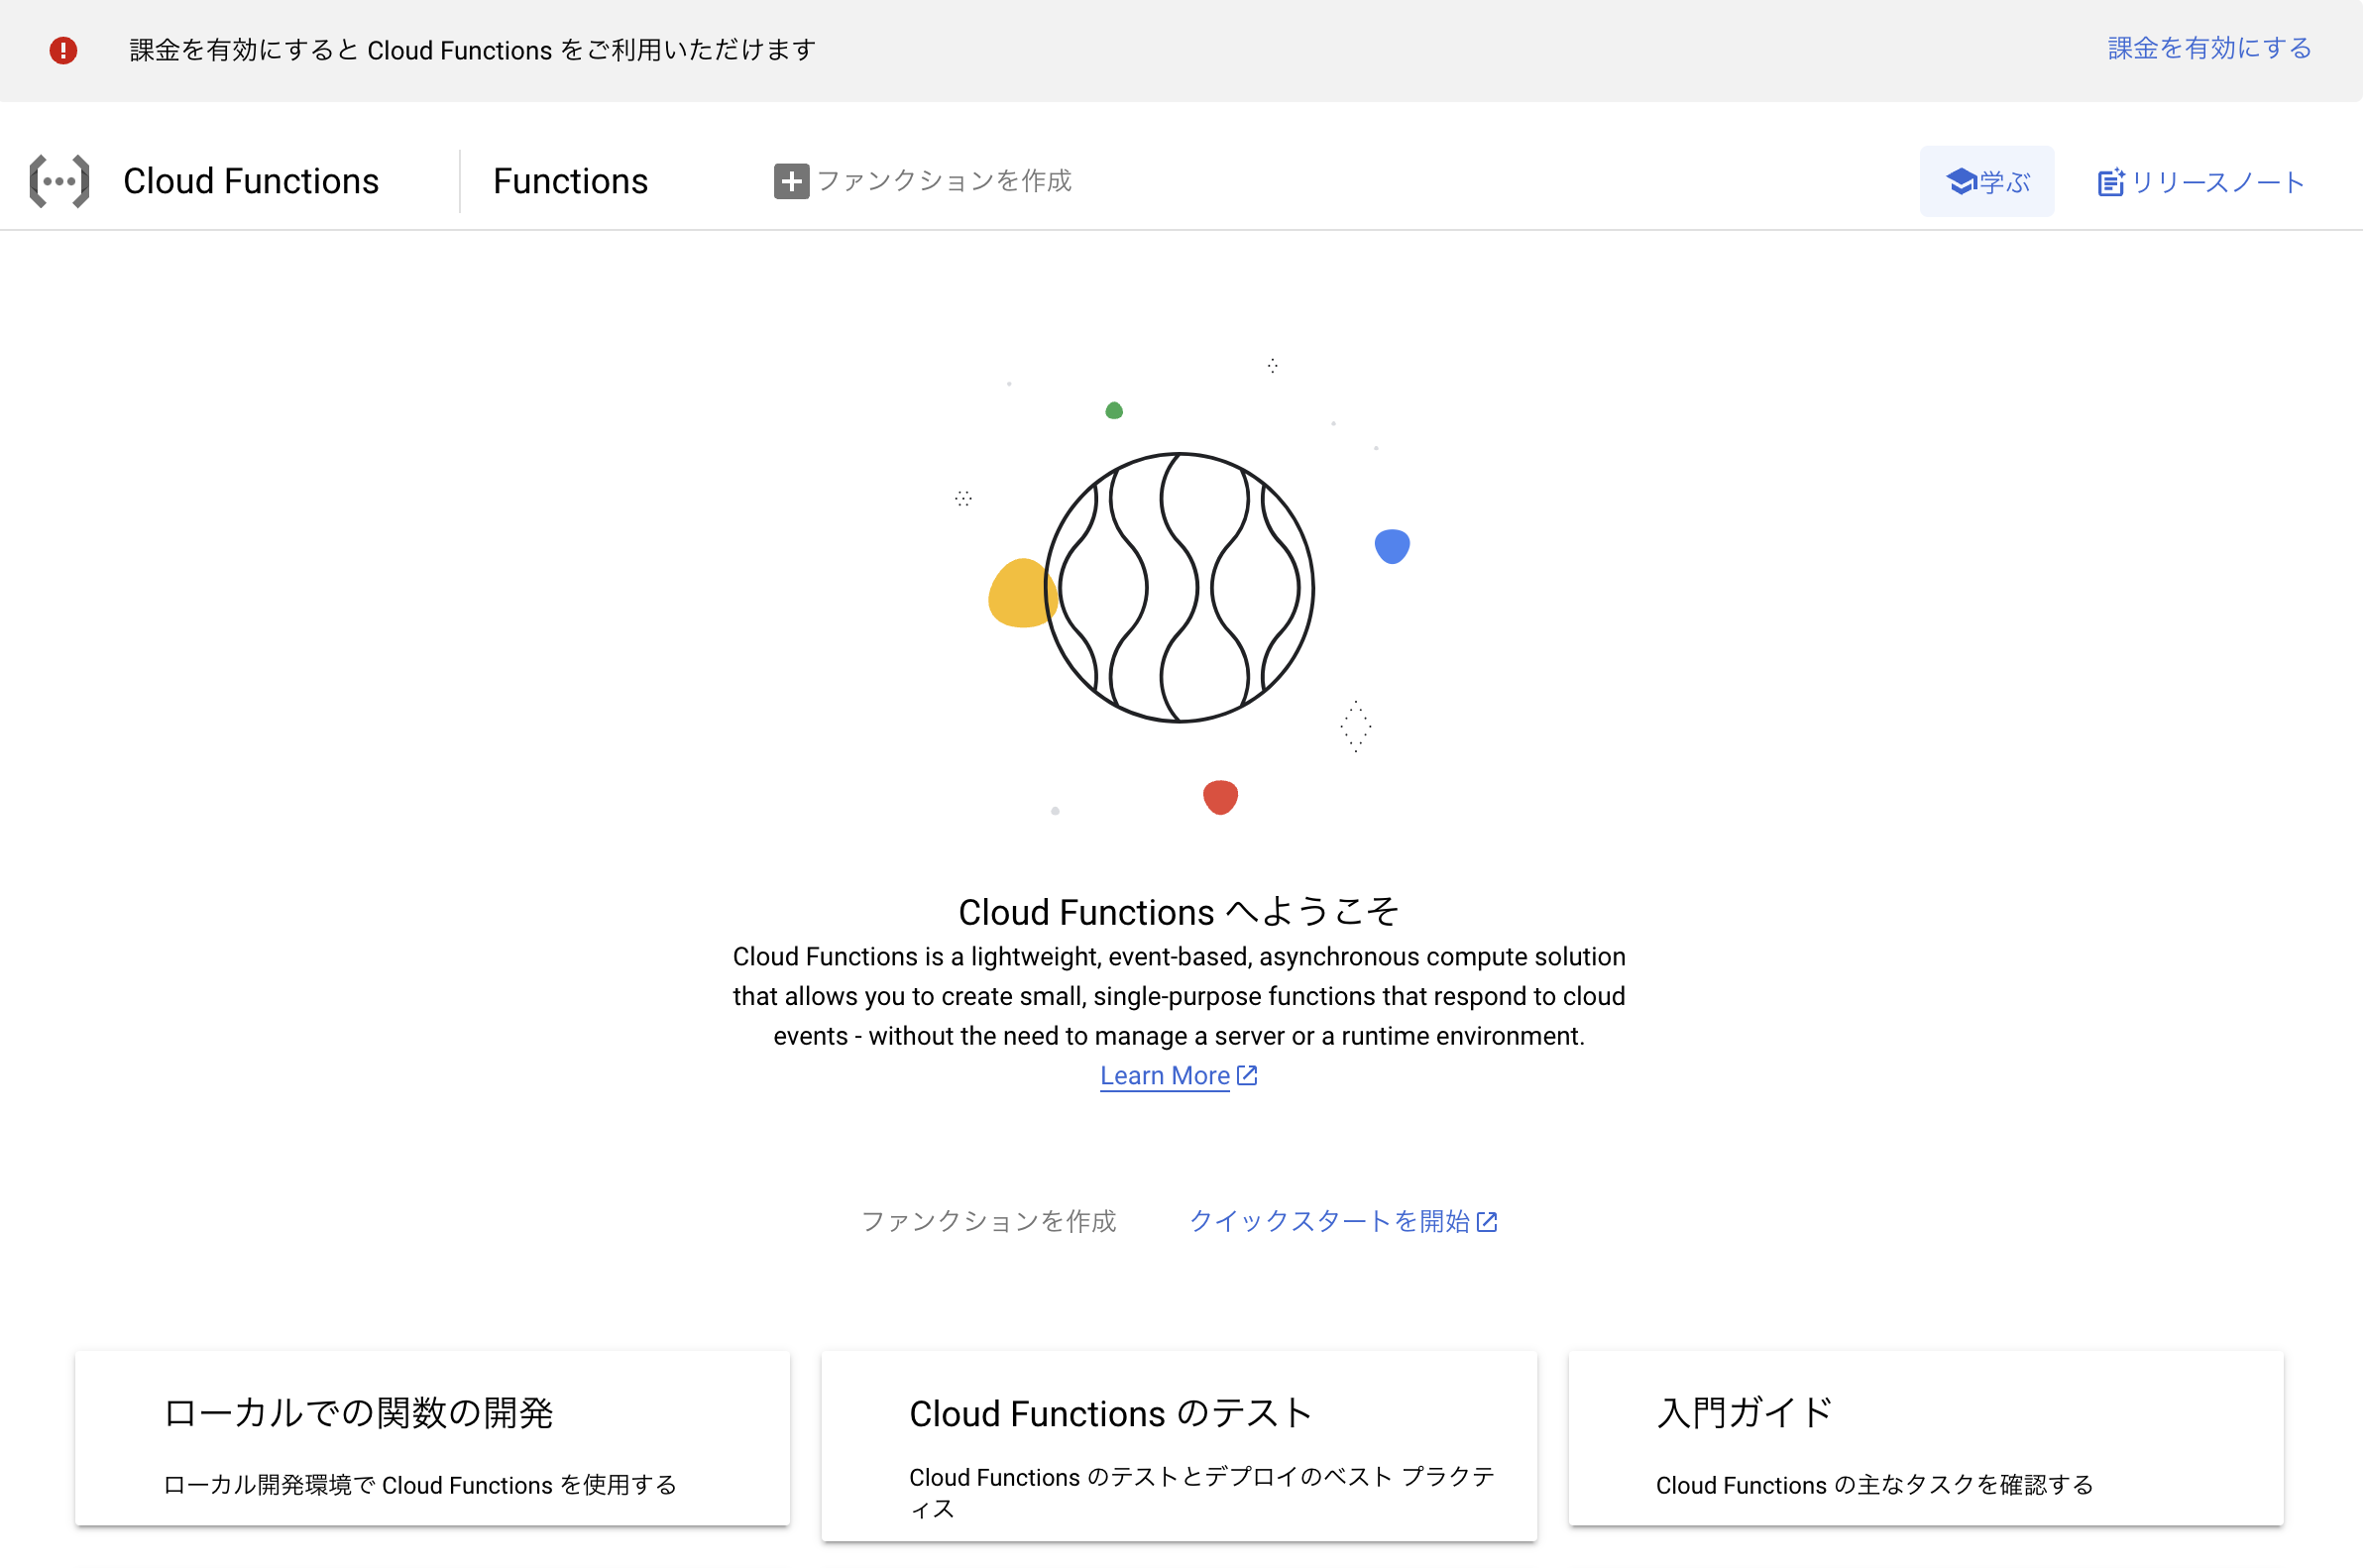 課金を有効にすると Cloud Functions をご利用いただけます
課金を有効にする
Cloud Functions
Functions
ファンクションを作成
学ぶ
リリースノート
Cloud Functions へようこそ
Cloud Functions is a lightweight, event-based, asynchronous compute solution
that allows you to create small, single-purpose functions that respond to cloud
events - without the need to manage a server or a runtime environment.
Learn More
ファンクションを作成
クイックスタートを開始
ローカルでの関数の開発
ローカル開発環境で Cloud Functions を使用する
Cloud Functions のテスト
Cloud Functions のテストとデプロイのベスト プラクテ
ィス
入門ガイド
Cloud Functions の主なタスクを確認する